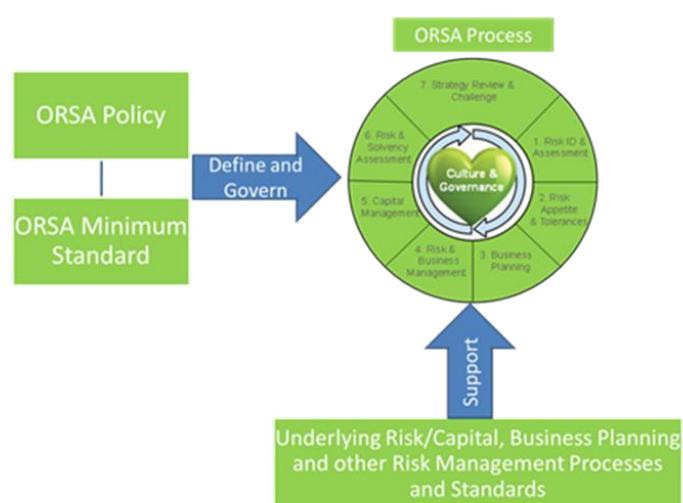 ORSA Process
ORSA Policy
ORSA Minimum
Standard
Define and
Govern
7. Strategy Review &
Challenge
1. Risk ID &
Assessment
2. Risk
Appetite
& Tolerances
3. Business
Planning
4. Risk &
Business
Management
5. Capital
Management
6. Risk &
Solvency
Assessment
Culture &
Governance
Support
Underlying Risk/Capital, Business Planning
and other Risk Management Processes
and Standards